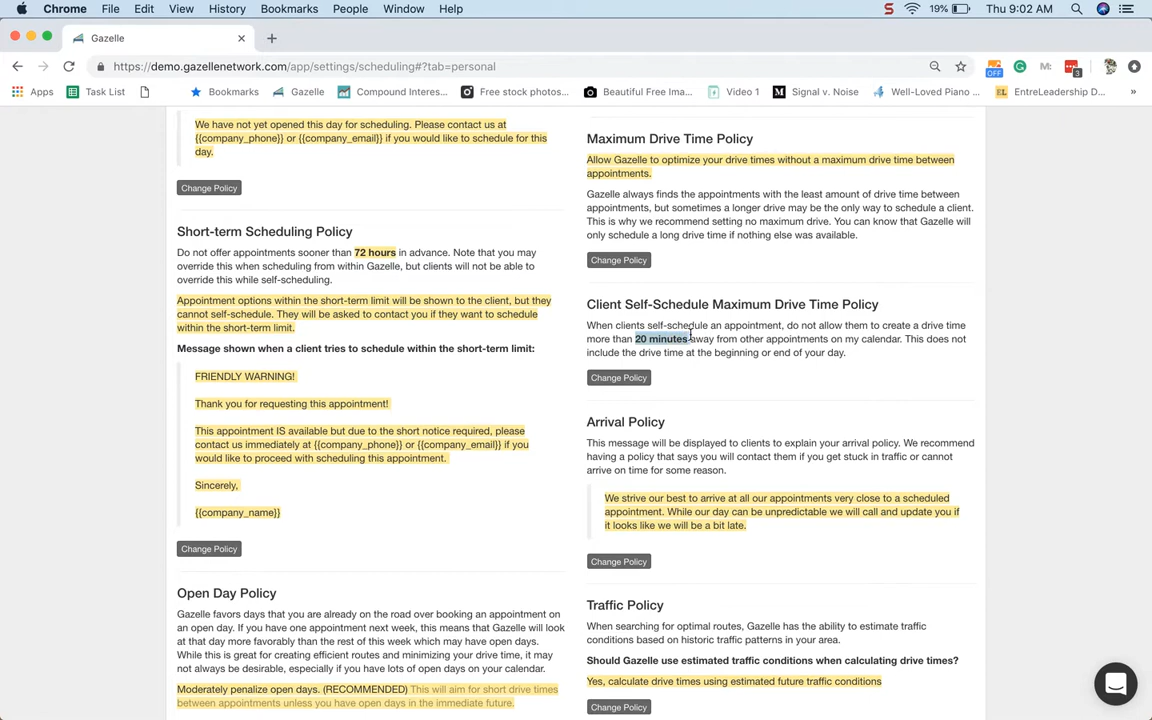 Chrome File Edit View History Bookmarks People Window Help
S 19% Thu 9:02 AM
Gazelle
https://demo.gazellenetwork.com/app/settings/scheduling#?tab=personal
OFF M: 3
Apps Task List Bookmarks Gazelle Compound Interes... Free stock photos... Beautiful Free Ima... Video 1 Signal v. Noise Well-Loved Piano ... EL EntreLeadership D... »
We have not yet opened this day for scheduling. Please contact us at
{{company_phone}} or {{company_email}} if you would like to schedule for this
day.
Change Policy
Short-term Scheduling Policy
Do not offer appointments sooner than 72 hours in advance. Note that you may
override this when scheduling from within Gazelle, but clients will not be able to
override this while self-scheduling.
Appointment options within the short-term limit will be shown to the client, but they
cannot self-schedule. They will be asked to contact you if they want to schedule
within the short-term limit.
Message shown when a client tries to schedule within the short-term limit:
FRIENDLY WARNING!
Thank you for requesting this appointment!
This appointment IS available but due to the short notice required, please
contact us immediately at {{company_phone}} or {{company_email}} if you
would like to proceed with scheduling this appointment.
Sincerely,
{{company_name}}
Change Policy
Open Day Policy
Gazelle favors days that you are already on the road over booking an appointment on
an open day. If you have one appointment next week, this means that Gazelle will look
at that day more favorably than the rest of this week which may have open days.
While this is great for creating efficient routes and minimizing your drive time, it may
not always be desirable, especially if you have lots of open days on your calendar.
Moderately penalize open days. (RECOMMENDED) This will aim for short drive times
between appointments unless you have open days in the immediate future.
Maximum Drive Time Policy
Allow Gazelle to optimize your drive times without a maximum drive time between
appointments.
Gazelle always finds the appointments with the least amount of drive time between
appointments, but sometimes a longer drive may be the only way to schedule a client.
This is why we recommend setting no maximum drive. You can know that Gazelle will
only schedule a long drive time if nothing else was available.
Change Policy
Client Self-Schedule Maximum Drive Time Policy
When clients self-schedule an appointment, do not allow them to create a drive time
more than 20 minutes away from other appointments on my calendar. This does not
include the drive time at the beginning or end of your day.
Change Policy
Arrival Policy
This message will be displayed to clients to explain your arrival policy. We recommend
having a policy that says you will contact them if you get stuck in traffic or cannot
arrive on time for some reason.
We strive our best to arrive at all our appointments very close to a scheduled
appointment. While our day can be unpredictable we will call and update you if
it looks like we will be a bit late.
Change Policy
Traffic Policy
When searching for optimal routes, Gazelle has the ability to estimate traffic
conditions based on historic traffic patterns in your area.
Should Gazelle use estimated traffic conditions when calculating drive times?
Yes, calculate drive times using estimated future traffic conditions
Change Policy